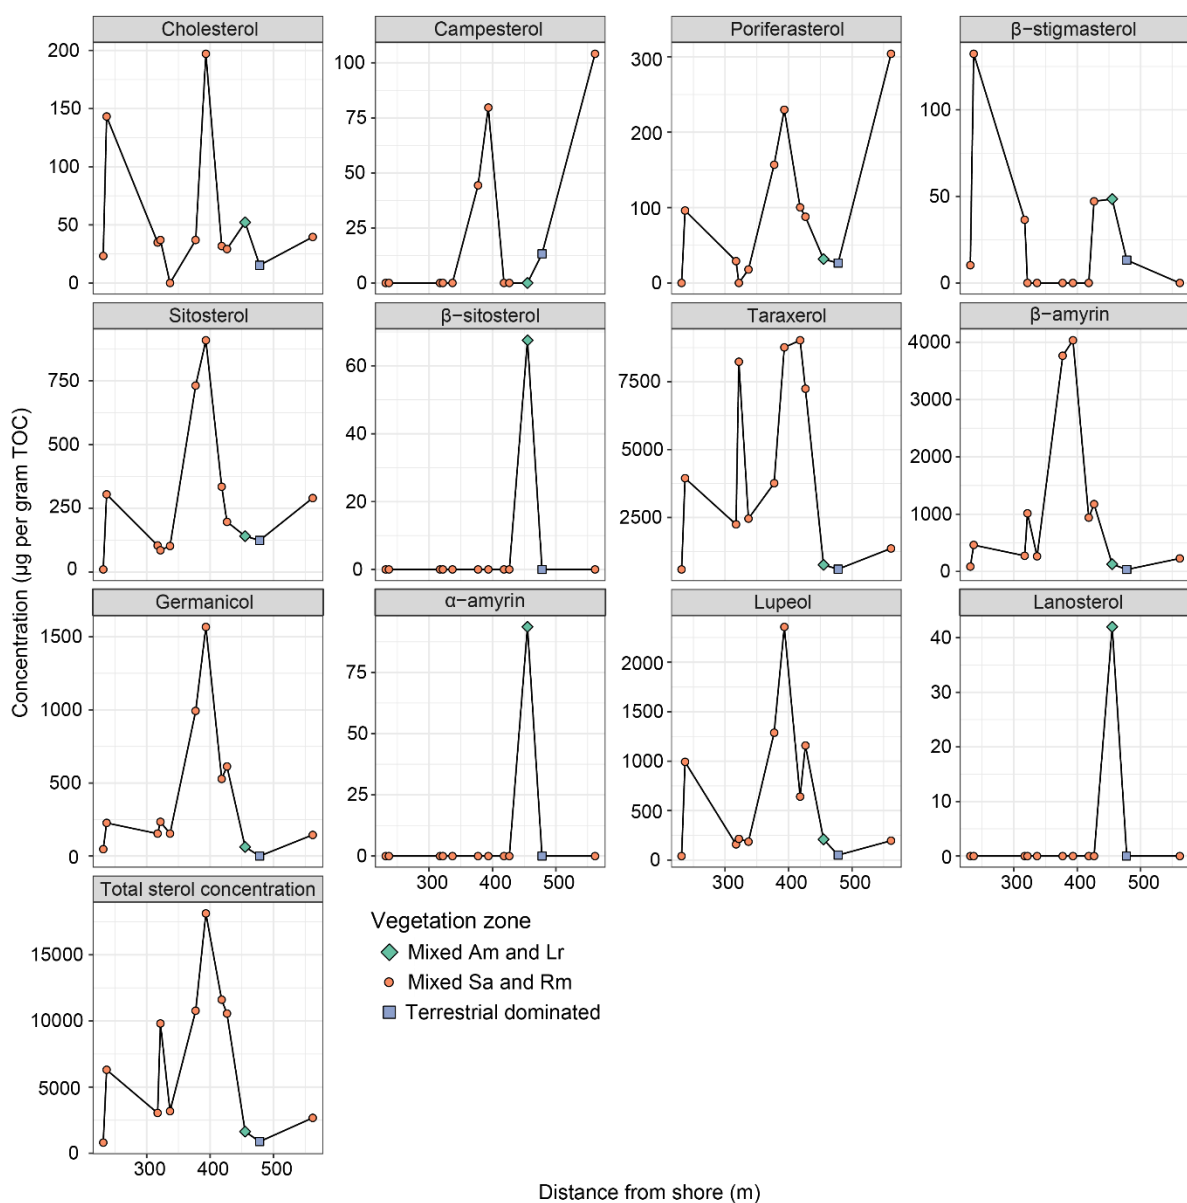 Cholesterol
Campesterol
Poriferasterol
β-stigmasterol
200
150
100
50
0
100
75
50
25
0
300
200
100
0
100
50
0
Sitosterol
β-sitosterol
Taraxerol
β-amyrin
750
500
250
0
60
40
20
0
7500
5000
2500
4000
3000
2000
1000
0
Concentration (μg per gram TOC)
Germanicol
α-amyrin
Lupeol
Lanosterol
1500
1000
500
0
75
50
25
0
2000
1500
1000
500
0
40
30
20
10
0
300 400 500
300 400 500
300 400 500
Total sterol concentration
15000
10000
5000
0
300 400 500
Vegetation zone
Mixed Am and Lr
Mixed Sa and Rm
Terrestrial dominated
Distance from shore (m)